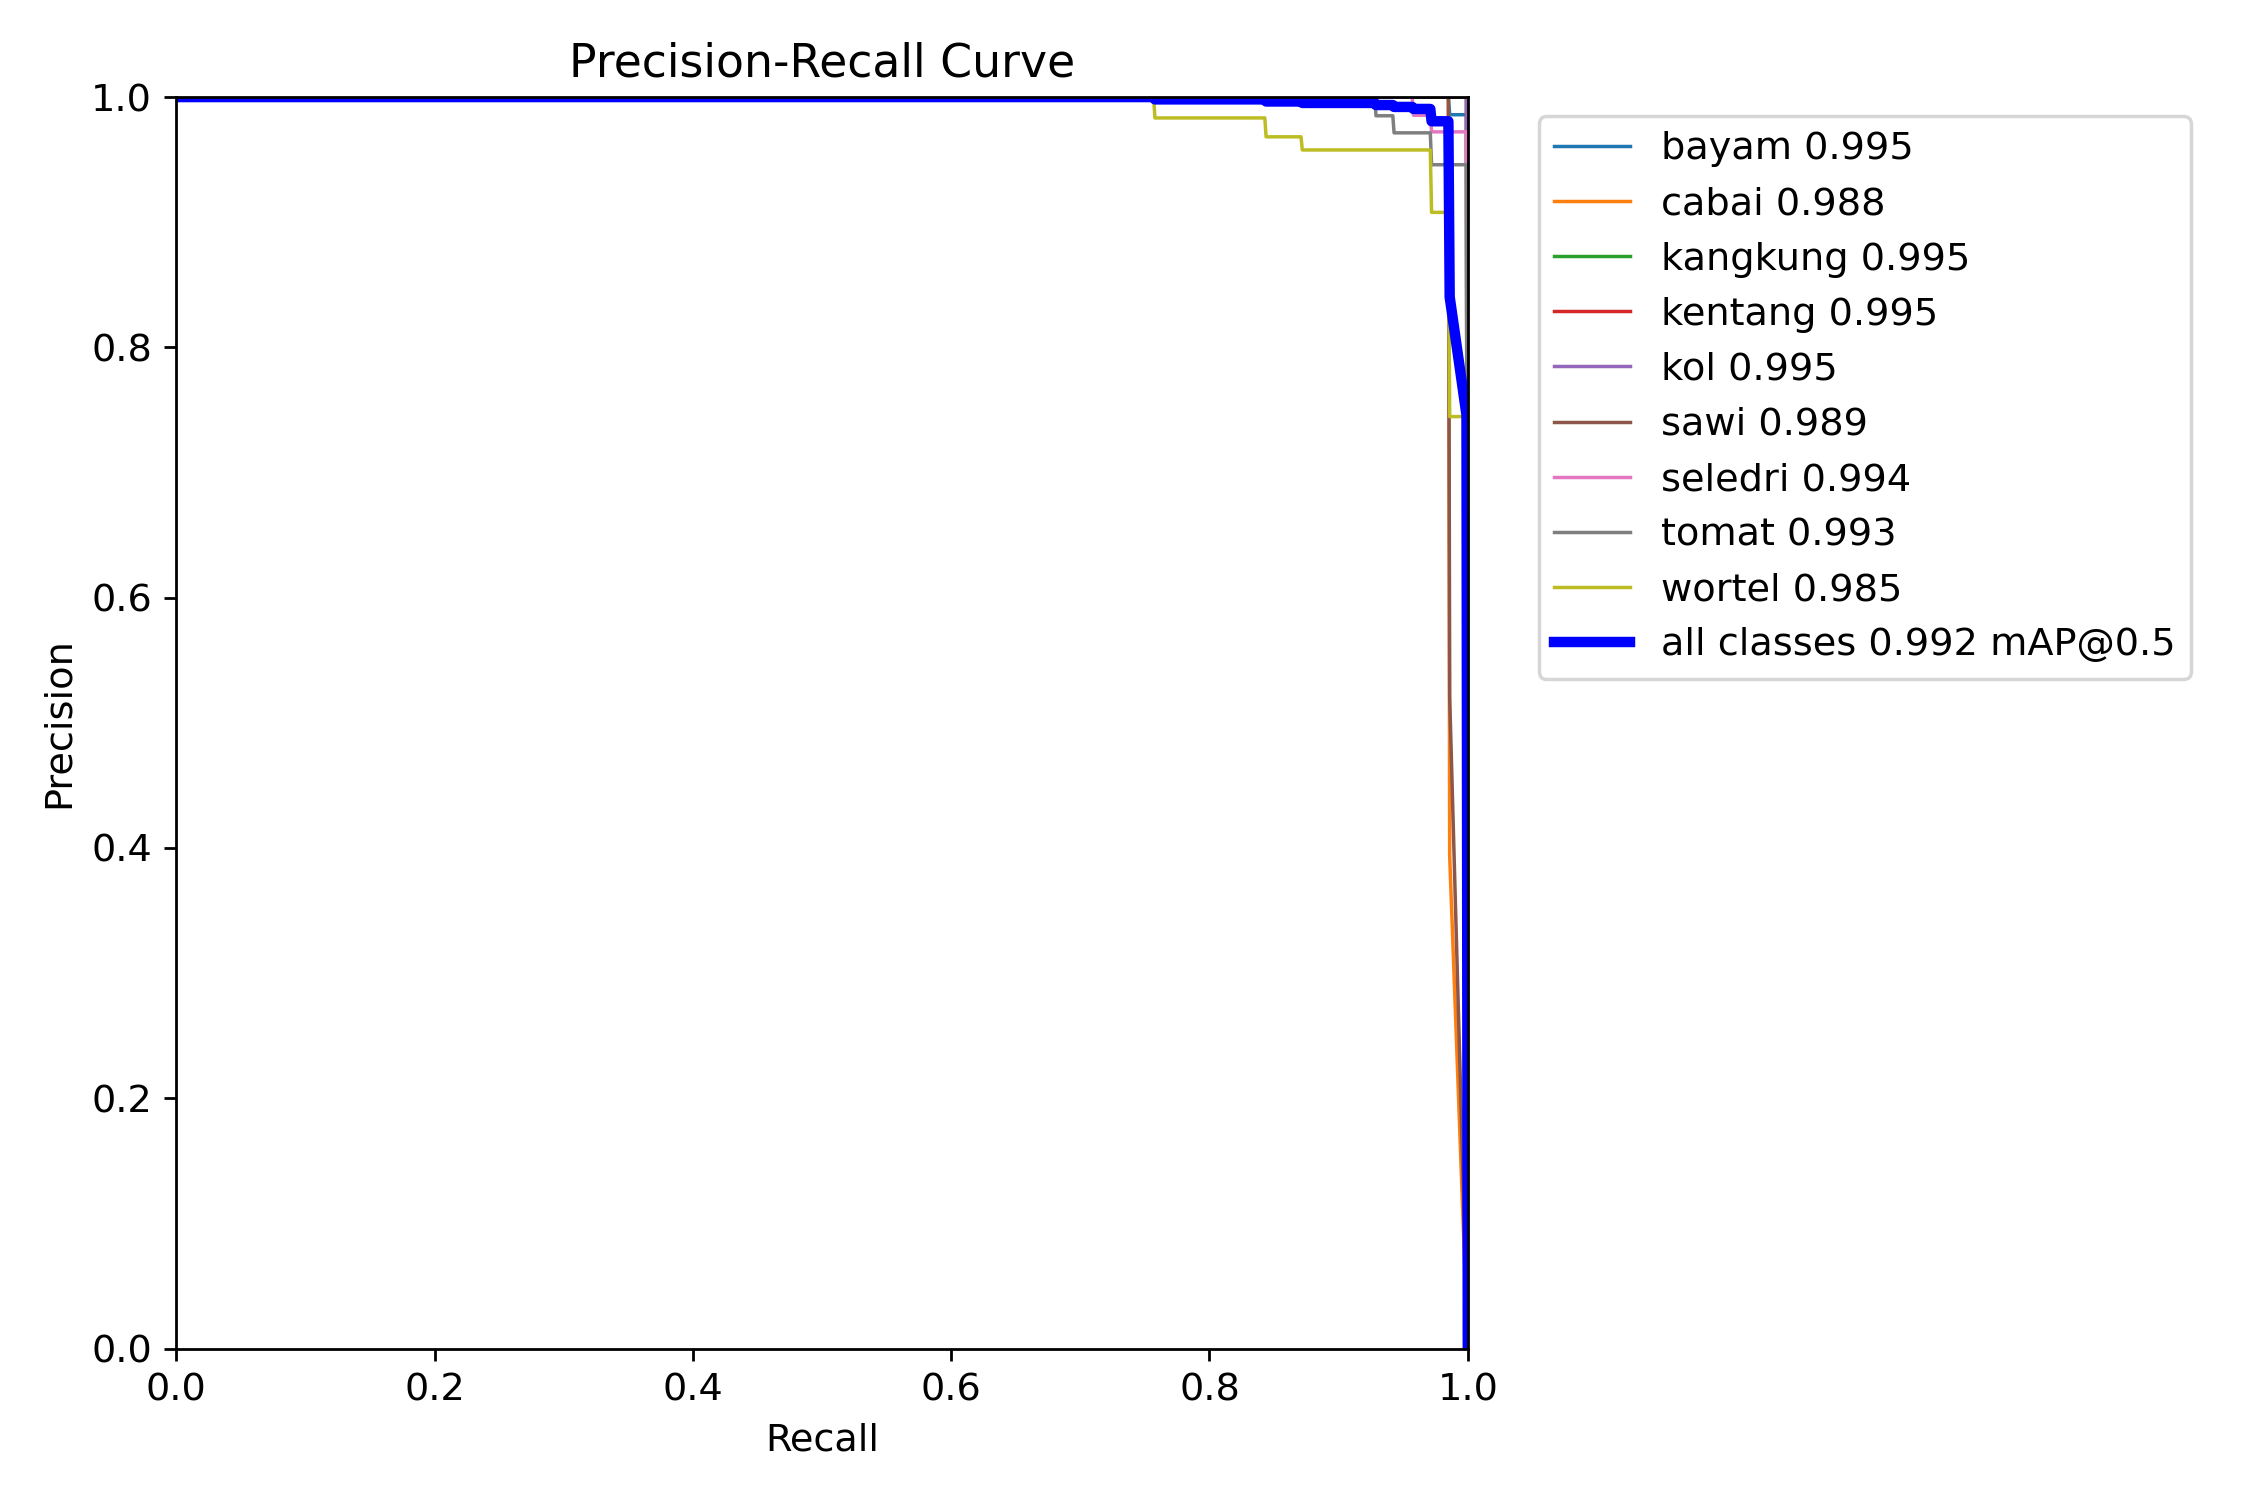 Precision-Recall Curve
1.0
0.8
0.6
0.4
0.2
0.0
Precision
0.0 0.2 0.4 0.6 0.8 1.0
Recall
bayam 0.995
cabai 0.988
kangkung 0.995
kentang 0.995
kol 0.995
sawi 0.989
seledri 0.994
tomat 0.993
wortel 0.985
all classes 0.992 mAP@0.5